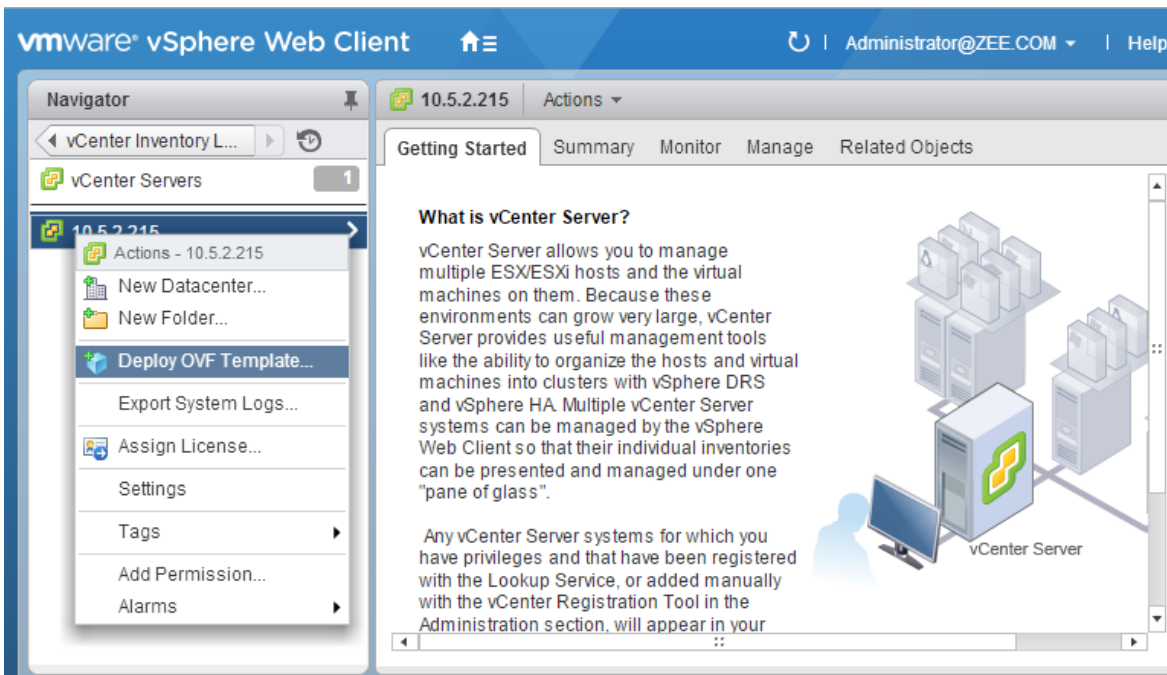 vmware® vSphere Web Client
Administrator@ZEE.COM
Help
Navigator
vCenter Inventory L...
vCenter Servers
1
10.5.2.215
Actions - 10.5.2.215
New Datacenter...
New Folder...
Deploy OVF Template...
Export System Logs...
Assign License...
Settings
Tags
Add Permission...
Alarms
10.5.2.215 Actions
Getting Started Summary Monitor Manage Related Objects
What is vCenter Server?
vCenter Server allows you to manage
multiple ESX/ESXi hosts and the virtual
machines on them. Because these
environments can grow very large, vCenter
Server provides useful management tools
like the ability to organize the hosts and virtual
machines into clusters with vSphere DRS
and vSphere HA. Multiple vCenter Server
systems can be managed by the vSphere
Web Client so that their individual inventories
can be presented and managed under one
"pane of glass".
Any vCenter Server systems for which you
have privileges and that have been registered
with the Lookup Service, or added manually
with the vCenter Registration Tool in the
Administration section, will appear in your
vCenter Server